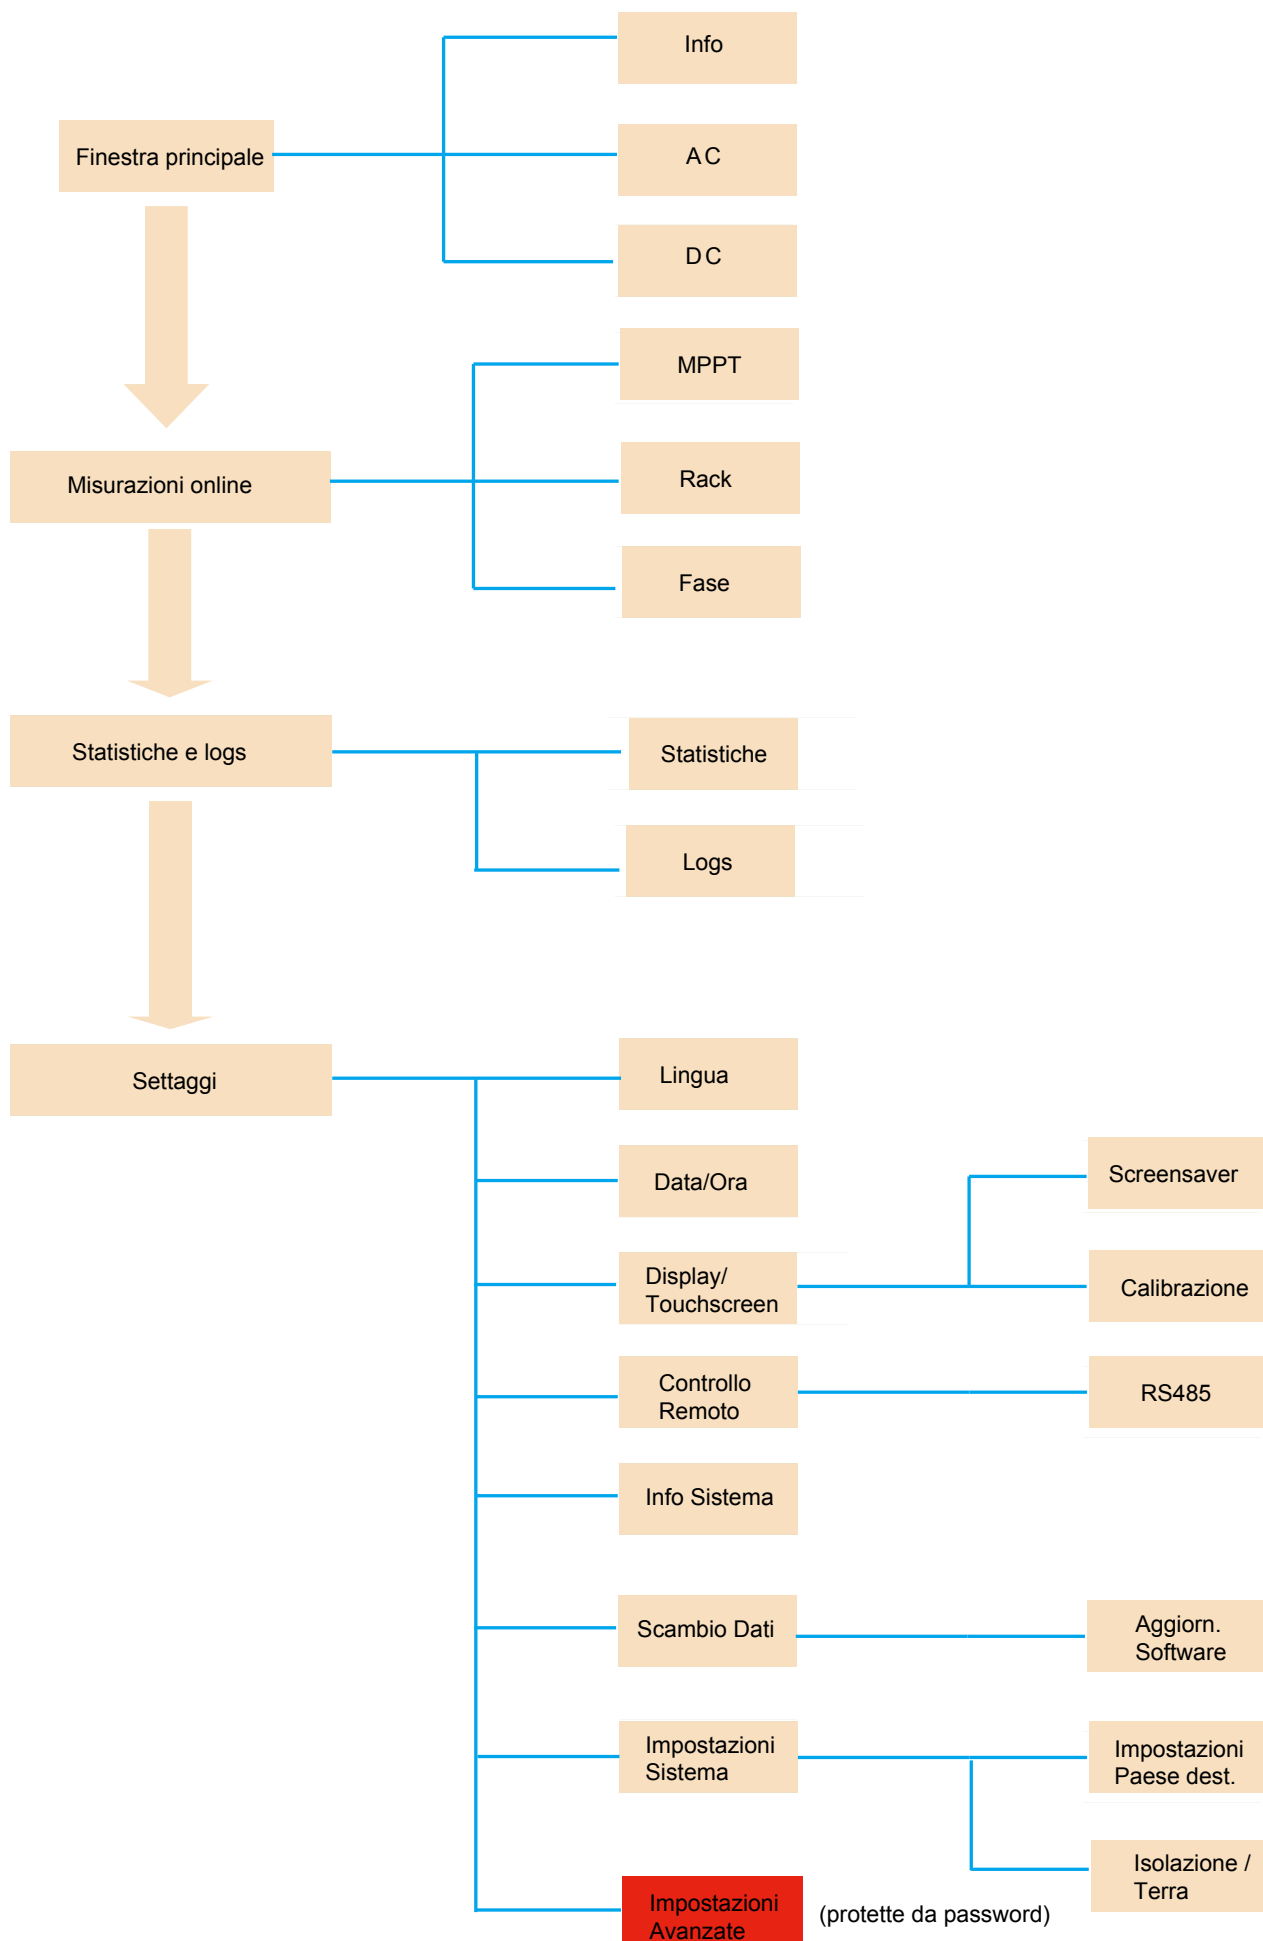 Info
Finestra principale
AC
DC
MPPT
Misurazioni online
Rack
Fase
Statistiche e logs
Statistiche
Logs
Settaggi
Lingua
Data/Ora
Screensaver
Display/
Touchscreen
Calibrazione
Controllo
Remoto
RS485
Info Sistema
Scambio Dati
Aggiorn.
Software
Impostazioni
Sistema
Impostazioni
Paese dest.
Isolazione /
Terra
Impostazioni
Avanzate
(protette da password)